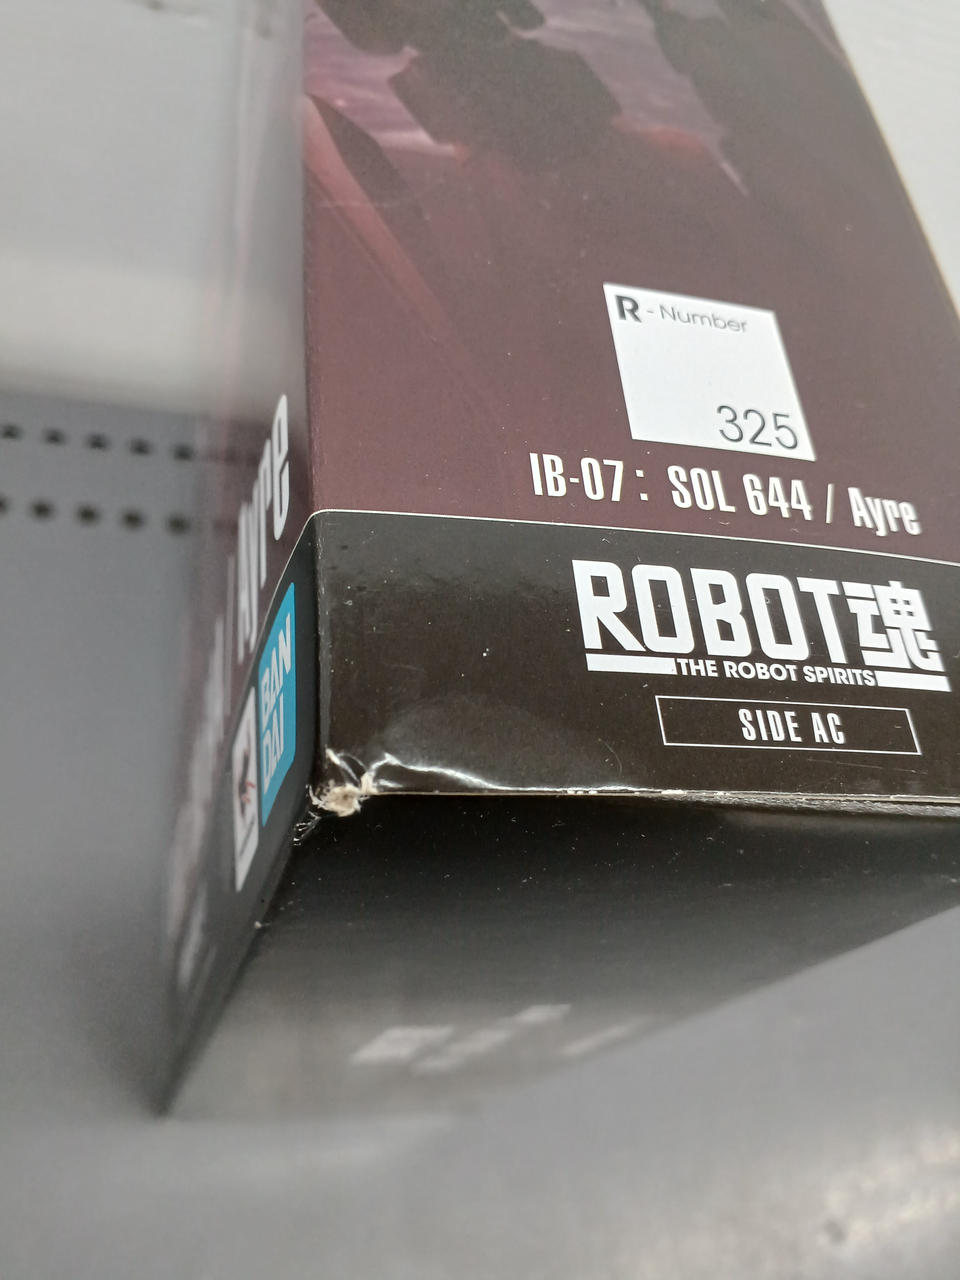 R-Number
325
IB-07: SOL 644 / Ayre
ROBOT魂
THE ROBOT SPIRITS
SIDE AC
Ayre
BAN
DAI